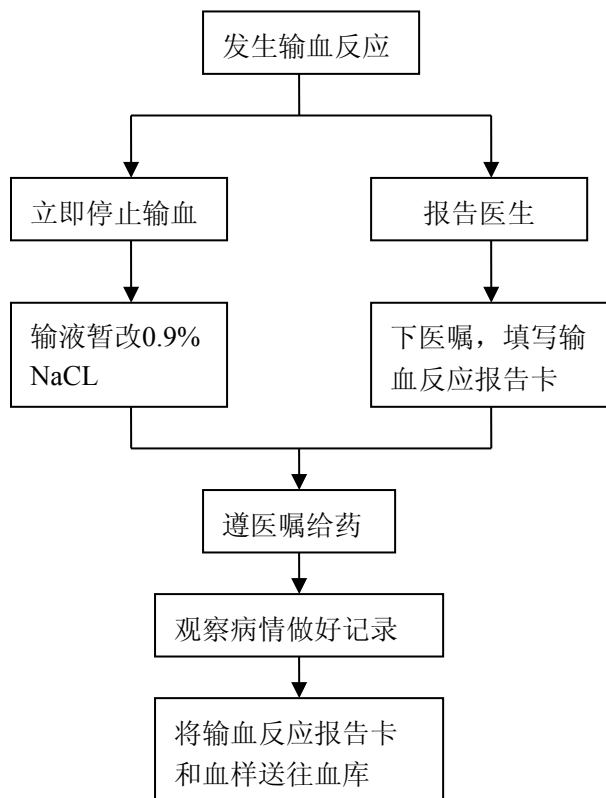 发生输血反应
立即停止输血
报告医生
输液暂改0.9%
NaCL
下医嘱，填写输
血反应报告卡
遵医嘱给药
观察病情做好记录
将输血反应报告卡
和血样送往血库